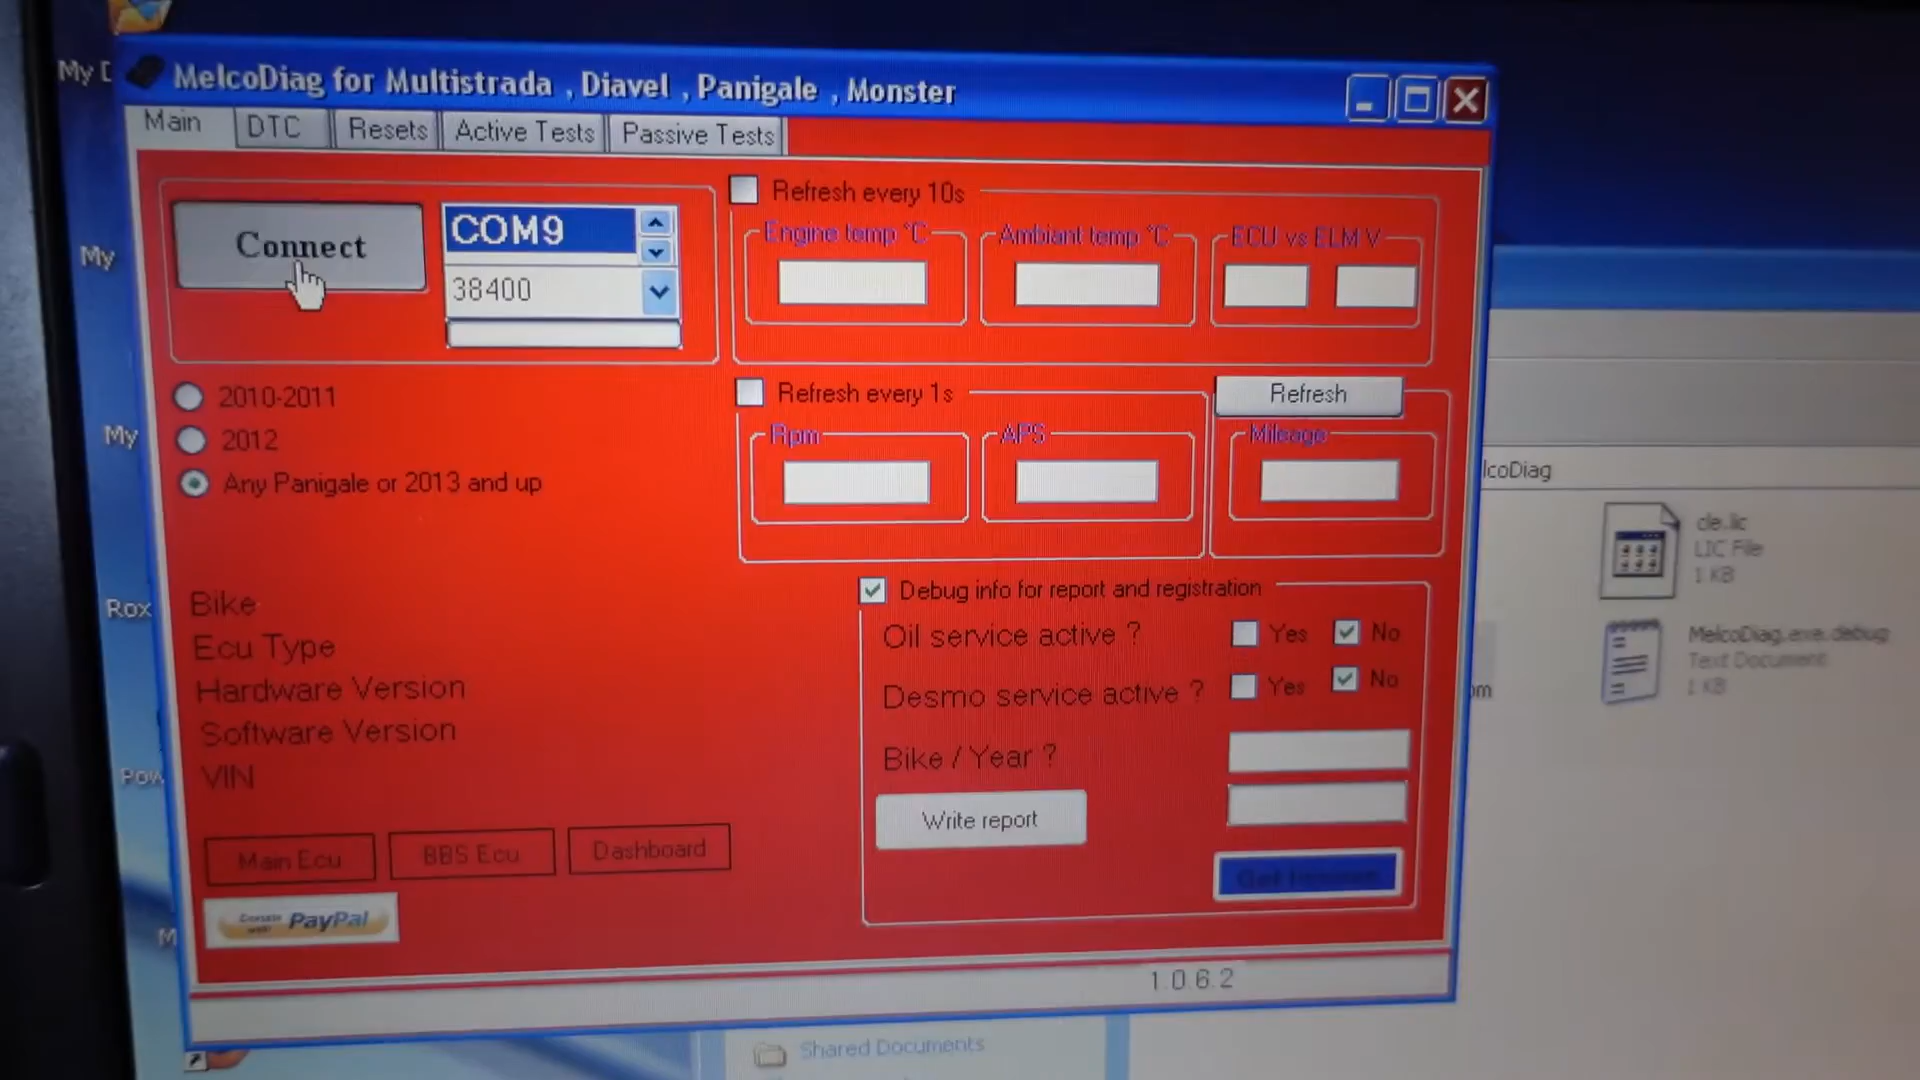 My D
MelcoDiag for Multistrada , Diavel , Panigale , Monster
Main
DTC
Resets
Active Tests
Passive Tests
Connect
COM9
38400
Refresh every 10s
Engine temp °C
Ambiant temp °C
ECU vs ELM V
2010-2011
2012
Any Panigale or 2013 and up
Refresh every 1s
Rpm
APS
Refresh
Mileage
Bike
Ecu Type
Hardware Version
Software Version
VIN
Main Ecu
BBS Ecu
Dashboard
PayPal
Debug info for report and registration
Oil service active ?
Yes
No
Desmo service active ?
Yes
No
Bike / Year ?
Write report
1.0.6.2
My
My
Rox
Pow
M
lcoDiag
de.lic
LIC File
1 KB
MelcoDiag.exe.debug
Text Document
1 KB
om
Shared Documents